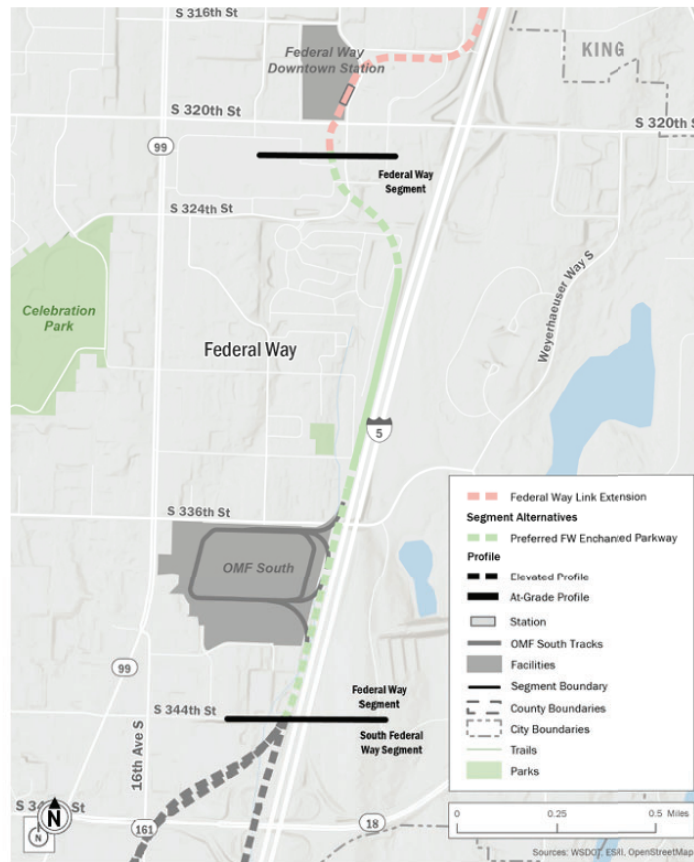 S 316th St
Federal Way
Downtown Station
KING
S 320th St
S 320th St
99
Federal Way
Segment
S 324th St
Weyerhaeuser Way S
Celebration
Park
Federal Way
5
S 336th St
OMF South
Federal Way Link Extension
Segment Alternatives
Preferred FW Enchanted Parkway
Profile
Elevated Profile
At-Grade Profile
Station
OMF South Tracks
Facilities
Segment Boundary
County Boundaries
City Boundaries
Trails
Parks
99
S 344th St
Federal Way
Segment
South Federal
Way Segment
16th Ave S
St
N
N
161
18
0
0.25
0.5 Miles
Sources: WSDOT, ESRI, OpenStreetMap